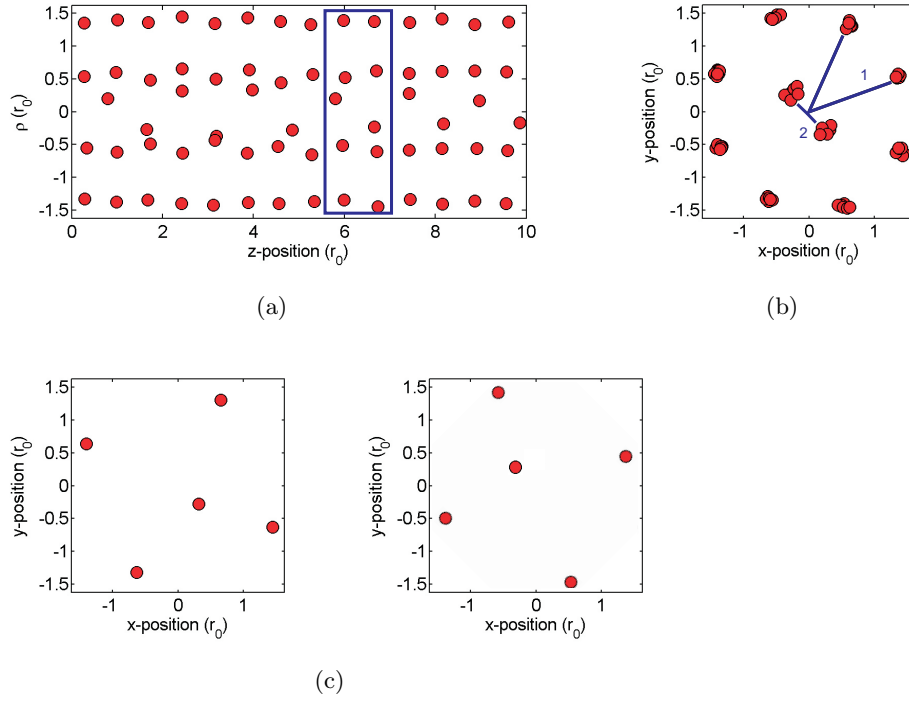 1.5
1
0.5
0
-0.5
-1
-1.5
ρ (r₀)
0 2 4 6 8 10
z-position (r₀)
(a)
1.5
1
0.5
0
-0.5
-1
-1.5
y-position (r₀)
1
2
-1 0 1
x-position (r₀)
(b)
1.5
1
0.5
0
-0.5
-1
-1.5
y-position (r₀)
-1 0 1
x-position (r₀)
1.5
1
0.5
0
-0.5
-1
-1.5
y-position (r₀)
-1 0 1
x-position (r₀)
(c)